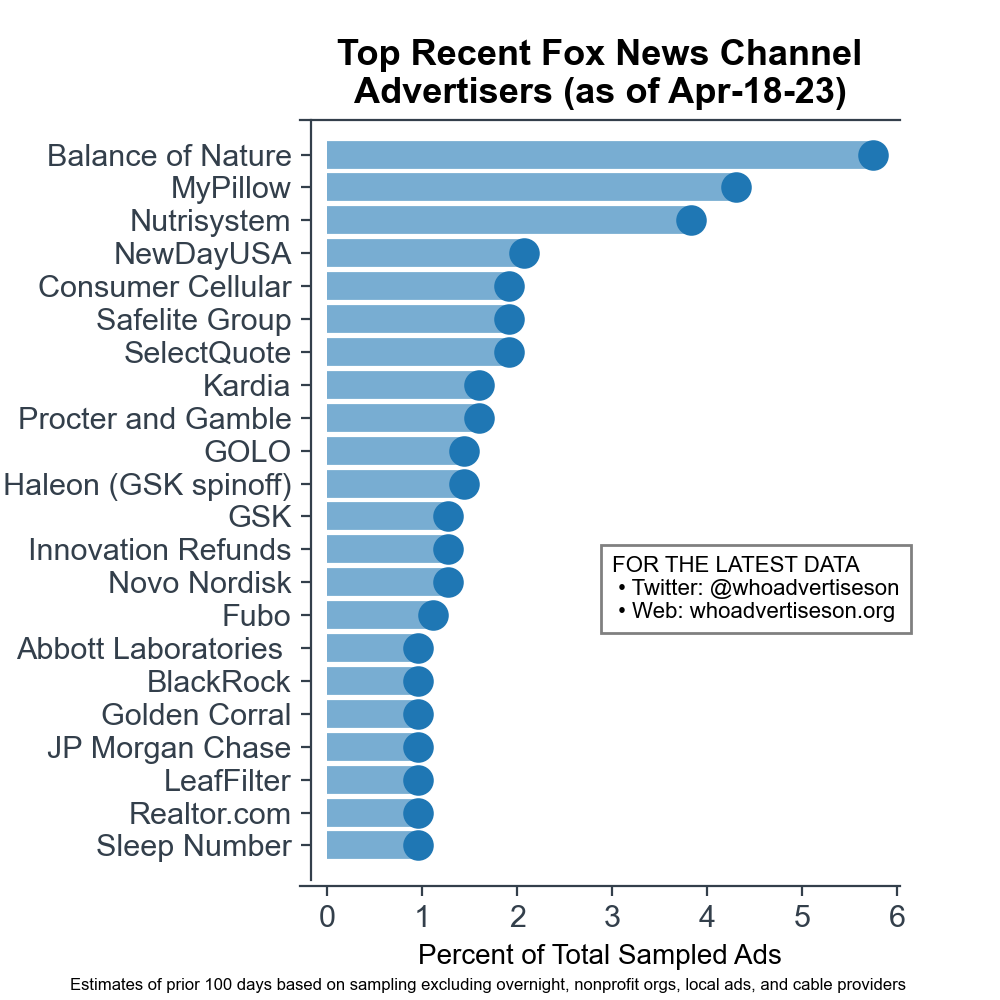 Top Recent Fox News Channel
Advertisers (as of Apr-18-23)
Balance of Nature
MyPillow
Nutrisystem
NewDayUSA
Consumer Cellular
Safelite Group
SelectQuote
Kardia
Procter and Gamble
GOLO
Haleon (GSK spinoff)
GSK
Innovation Refunds
Novo Nordisk
Fubo
Abbott Laboratories
BlackRock
Golden Corral
JP Morgan Chase
LeafFilter
Realtor.com
Sleep Number
FOR THE LATEST DATA
• Twitter: @whoadvertiseson
• Web: whoadvertiseson.org
0 1 2 3 4 5 6
Percent of Total Sampled Ads
Estimates of prior 100 days based on sampling excluding overnight, nonprofit orgs, local ads, and cable providers